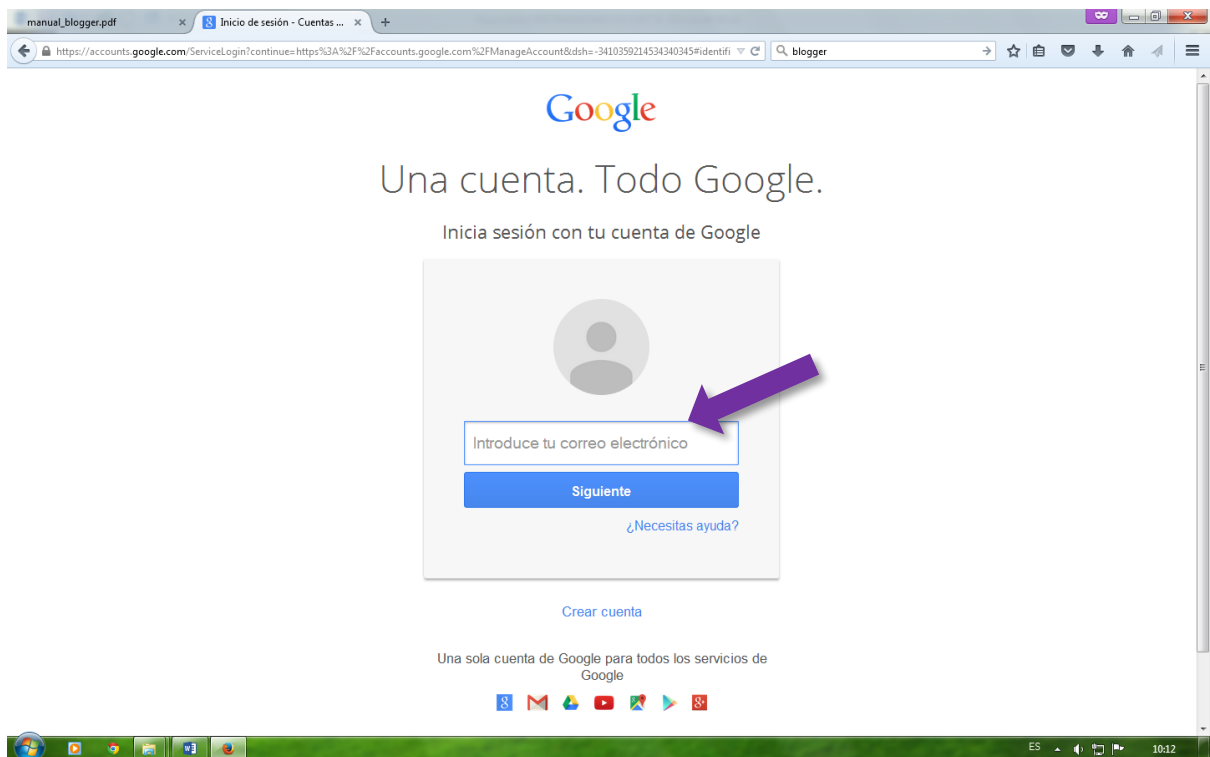 manual_blogger.pdf
Inicio de sesión - Cuentas ...
https://accounts.google.com/ServiceLogin?continue=https%3A%2F%2Faccounts.google.com%2FManageAccount&dsh=-3410359214534340345#identifi
blogger
Google
Una cuenta. Todo Google.
Inicia sesión con tu cuenta de Google
Introduce tu correo electrónico
Siguiente
¿Necesitas ayuda?
Crear cuenta
Una sola cuenta de Google para todos los servicios de
Google
ES
10:12